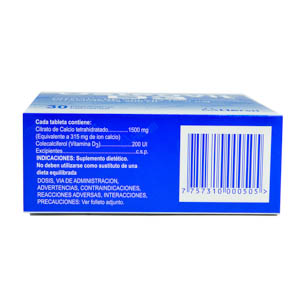 30
Cada tableta contiene:
Citrato de Calcio tetrahidratado........1500 mg
(Equivalente a 315 mg de ion calcio)
Colecalciferol (Vitamina D3)................200 UI
Excipientes........................................c.s.p.
INDICACIONES: Suplemento dietético.
No deben utilizarse como sustituto de una
dieta equilibrada
DOSIS, VIA DE ADMINISTRACION,
ADVERTENCIAS, CONTRAINDICACIONES,
REACCIONES ADVERSAS, INTERACCIONES,
PRECAUCIONES: Ver folleto adjunto.
7 757310 000505 >